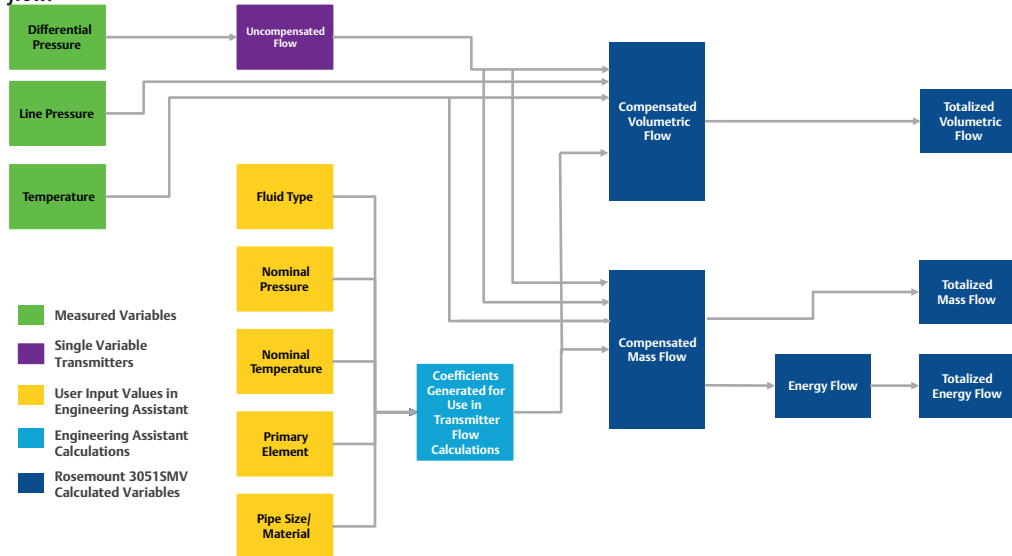 flow.
Differential
Pressure
Uncompensated
Flow
Line Pressure
Compensated
Volumetric
Flow
Totalized
Volumetric
Flow
Temperature
Fluid Type
Nominal
Pressure
Nominal
Temperature
Primary
Element
Pipe Size/
Material
Coefficients
Generated for
Use in
Transmitter
Flow
Calculations
Compensated
Mass Flow
Totalized
Mass Flow
Energy Flow
Totalized
Energy Flow
Measured Variables
Single Variable
Transmitters
User Input Values in
Engineering Assistant
Engineering Assistant
Calculations
Rosemount 3051SMV
Calculated Variables